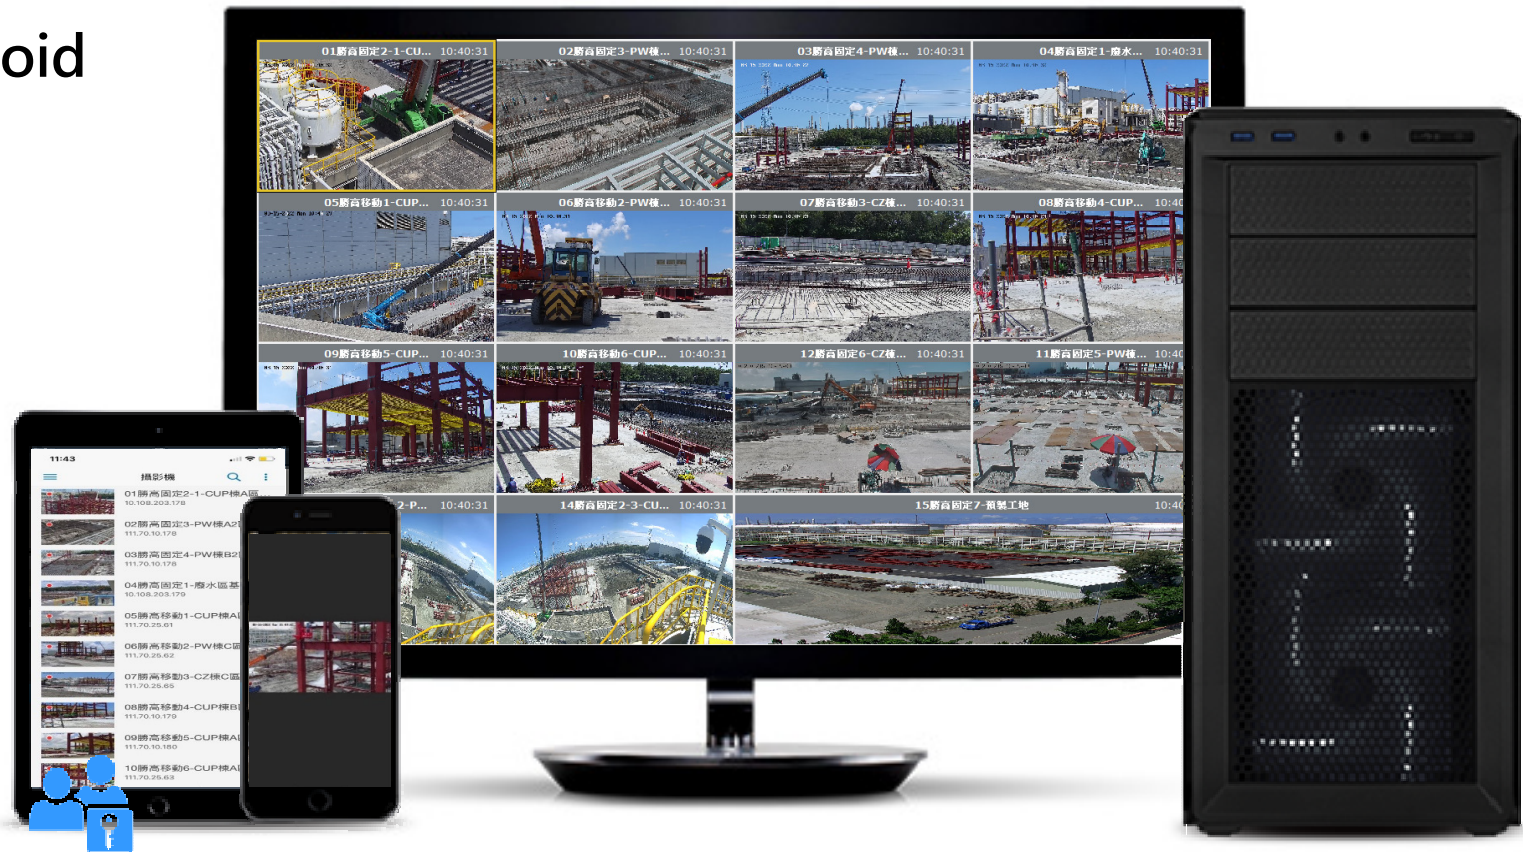 oid
01勝高固定2-1-CU... 10:40:31
02勝高固定3-PW棟... 10:40:31
03勝高固定4-PW棟... 10:40:31
04勝高固定1-廢水... 10:40:31
05勝高移動1-CUP... 10:40:31
06勝高移動2-PW棟... 10:40:31
07勝高移動3-CZ棟... 10:40:31
08勝高移動4-CUP... 10:40
09勝高移動5-CUP... 10:40:31
10勝高移動6-CUP... 10:40:31
12勝高固定6-CZ棟... 10:40:31
11勝高固定5-PW棟... 10:40
2-P... 10:40:31
14勝高固定2-3-CU... 10:40:31
15勝高固定7-預製工地 10:40
11:43
攝影機
01勝高固定2-1-CUP棟A區...
10.108.203.178
02勝高固定3-PW棟A2
111.70.10.178
03勝高固定4-PW棟B2
111.70.10.176
04勝高固定1-廢水區基
10.108.203.179
05勝高移動1-CUP棟A
111.70.25.61
06勝高移動2-PW棟C區
111.70.25.62
07勝高移動3-CZ棟C區
111.70.25.65
08勝高移動4-CUP棟B
111.70.10.179
09勝高移動5-CUP棟A
111.70.10.180
10勝高移動6-CUP棟A
111.70.25.63